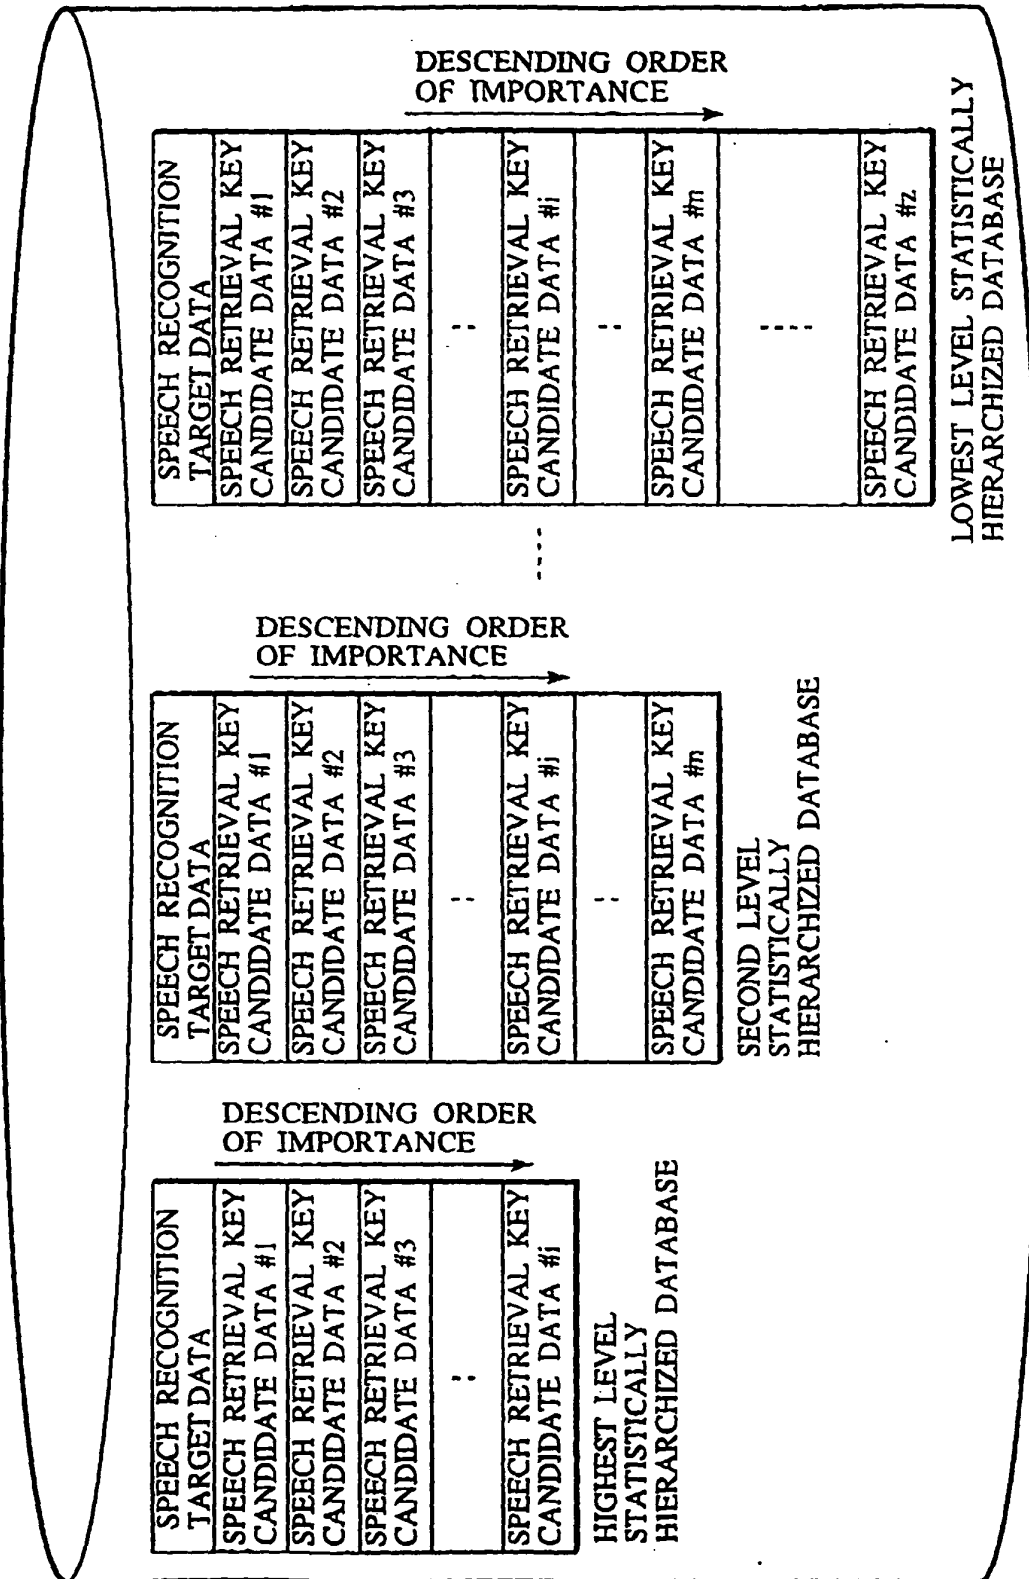 SPEECH RECOGNITION
TARGET DATA
SPEECH RETRIEVAL KEY
CANDIDATE DATA #1
SPEECH RETRIEVAL KEY
CANDIDATE DATA #2
SPEECH RETRIEVAL KEY
CANDIDATE DATA #3
SPEECH RETRIEVAL KEY
CANDIDATE DATA #i
HIGHEST LEVEL
STATISTICALLY
HIERARCHIZED DATABASE
DESCENDING ORDER
OF IMPORTANCE
SPEECH RECOGNITION
TARGET DATA
SPEECH RETRIEVAL KEY
CANDIDATE DATA #1
SPEECH RETRIEVAL KEY
CANDIDATE DATA #2
SPEECH RETRIEVAL KEY
CANDIDATE DATA #3
SPEECH RETRIEVAL KEY
CANDIDATE DATA #i
SPEECH RETRIEVAL KEY
CANDIDATE DATA #n
SECOND LEVEL
STATISTICALLY
HIERARCHIZED DATABASE
DESCENDING ORDER
OF IMPORTANCE
SPEECH RECOGNITION
TARGET DATA
SPEECH RETRIEVAL KEY
CANDIDATE DATA #1
SPEECH RETRIEVAL KEY
CANDIDATE DATA #2
SPEECH RETRIEVAL KEY
CANDIDATE DATA #3
SPEECH RETRIEVAL KEY
CANDIDATE DATA #i
SPEECH RETRIEVAL KEY
CANDIDATE DATA #n
SPEECH RETRIEVAL KEY
CANDIDATE DATA #z
LOWEST LEVEL STATISTICALLY
HIERARCHIZED DATABASE
DESCENDING ORDER
OF IMPORTANCE